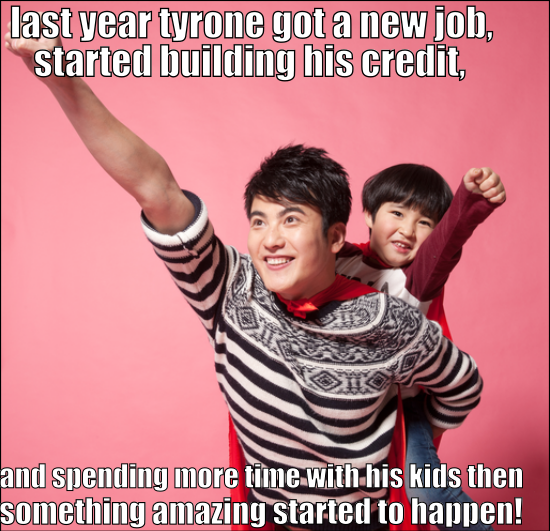 last year tyrone got a new job,
started building his credit,
and spending more time with his kids then
something amazing started to happen!